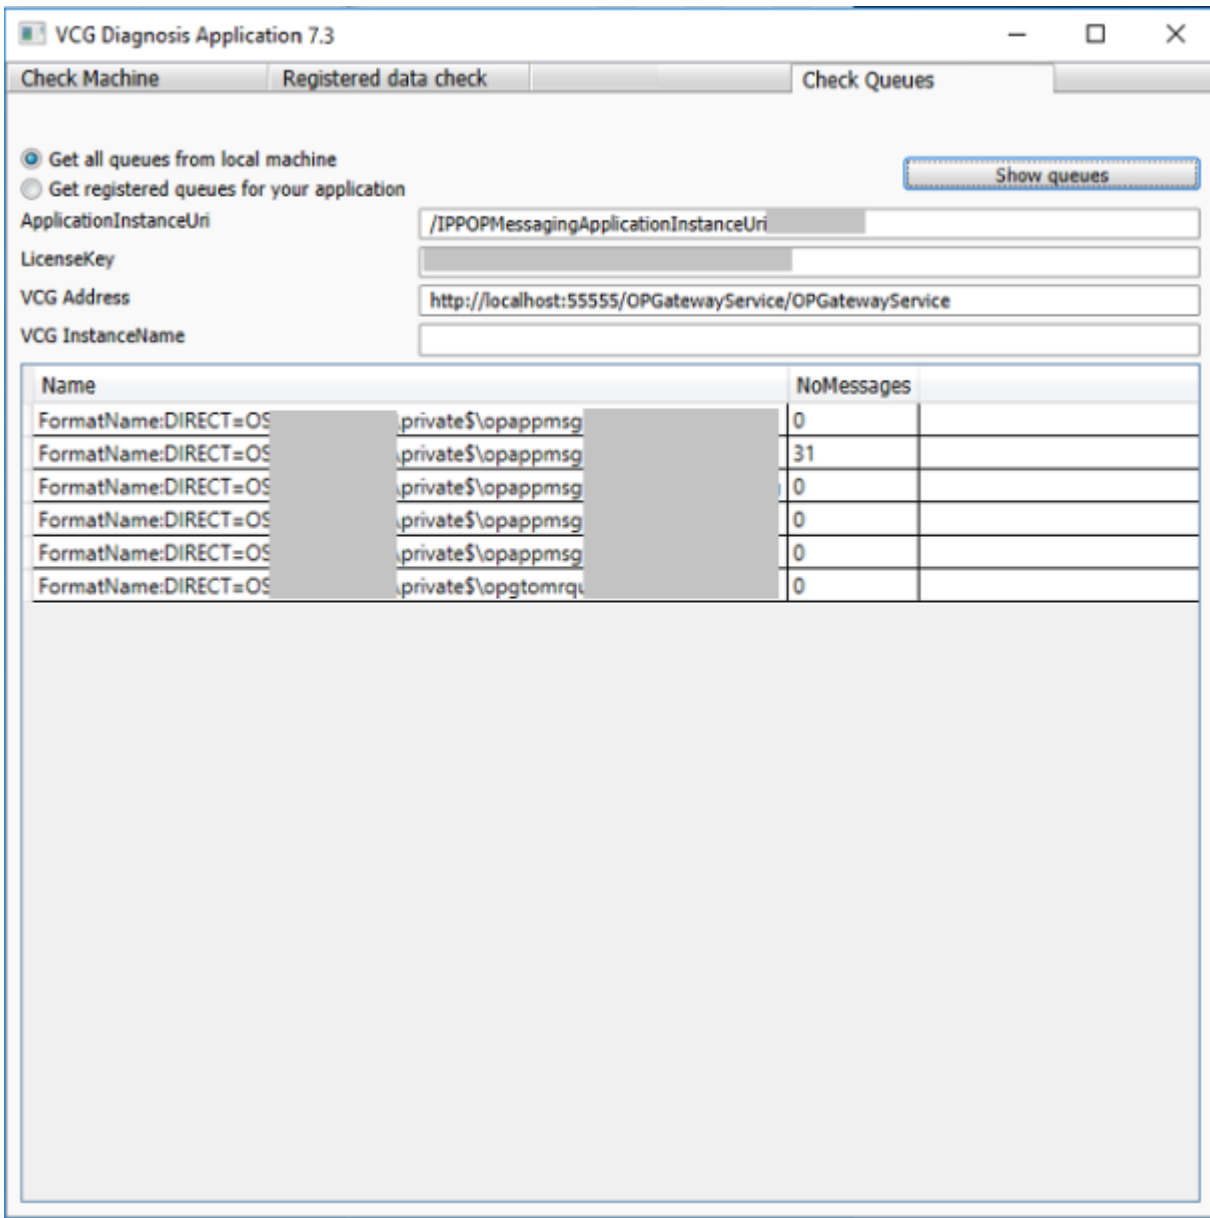 VCG Diagnosis Application 7.3
Check Machine Registered data check Check Queues
Get all queues from local machine
Show queues
Get registered queues for your application
ApplicationInstanceUri /IPPOPMessagingApplicationInstanceUri
LicenseKey
VCG Address http://localhost:55555/OPGatewayService/OPGatewayService
VCG InstanceName
Name NoMessages
FormatName:DIRECT=OS \private$\opappmsg 0
FormatName:DIRECT=OS \private$\opappmsg 31
FormatName:DIRECT=OS \private$\opappmsg 0
FormatName:DIRECT=OS \private$\opappmsg 0
FormatName:DIRECT=OS \private$\opappmsg 0
FormatName:DIRECT=OS \private$\opgtomrqu 0